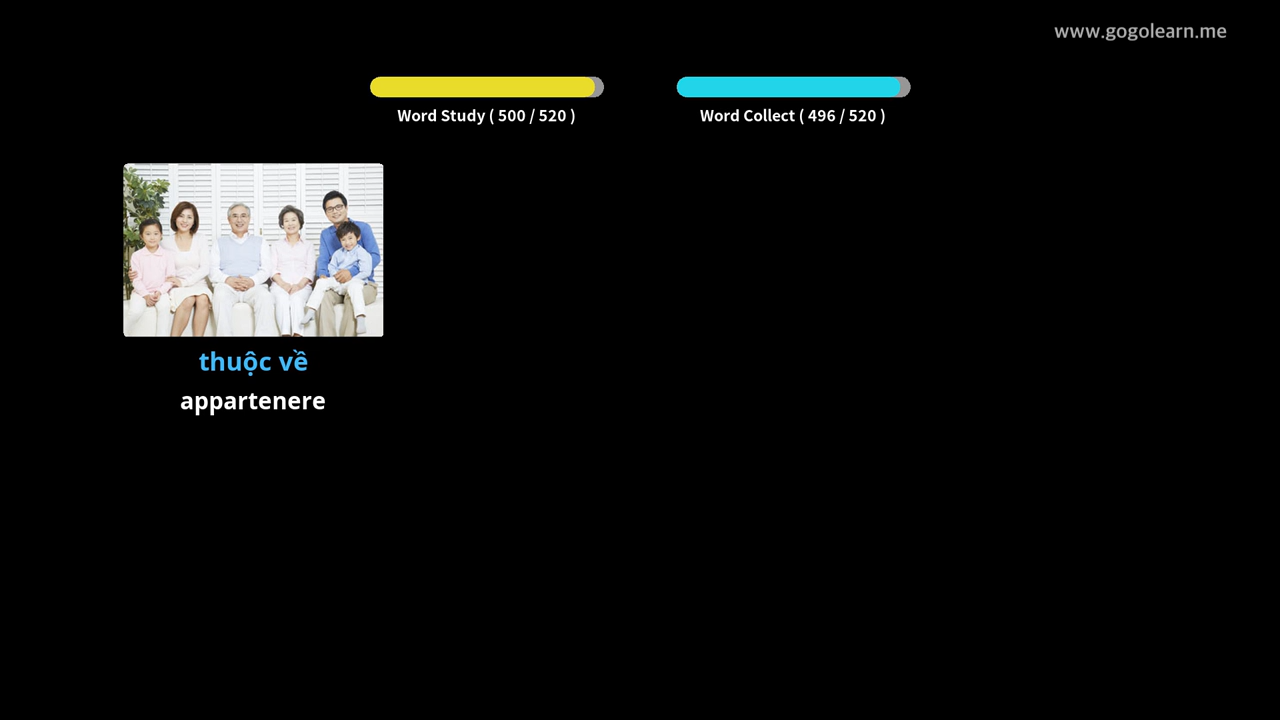 www.gogolearn.me
Word Study ( 500 / 520 )
Word Collect ( 496 / 520 )
thuộc về
appartenere